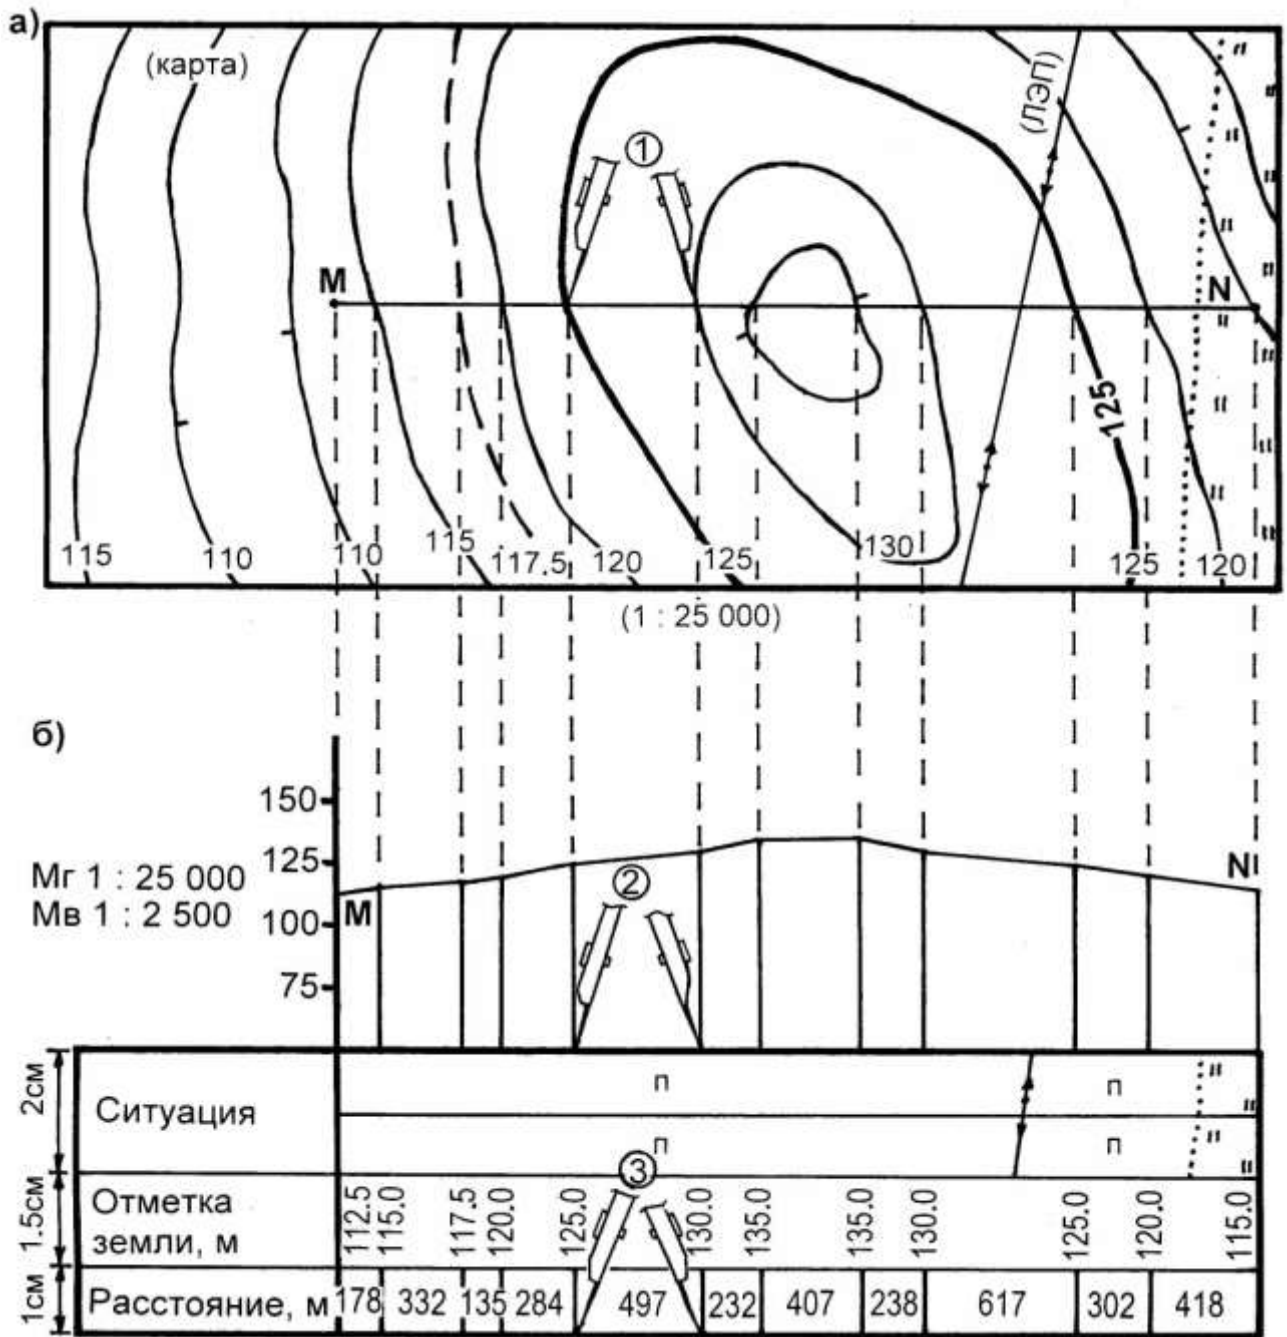 а)
(карта)
(ЛЭП)
1
M
N
125
115
110
110
115
117.5
120
125
130
125
120
(1 : 25 000)
б)
150
125
100
75
Мг 1 : 25 000
Мв 1 : 2 500
M
N
2
2см
Ситуация
п
п
п
п
3
1.5см
Отметка
земли, м
112.5
115.0
117.5
120.0
125.0
130.0
135.0
135.0
130.0
125.0
120.0
115.0
1см
Расстояние, м
178
332
135
284
497
232
407
238
617
302
418